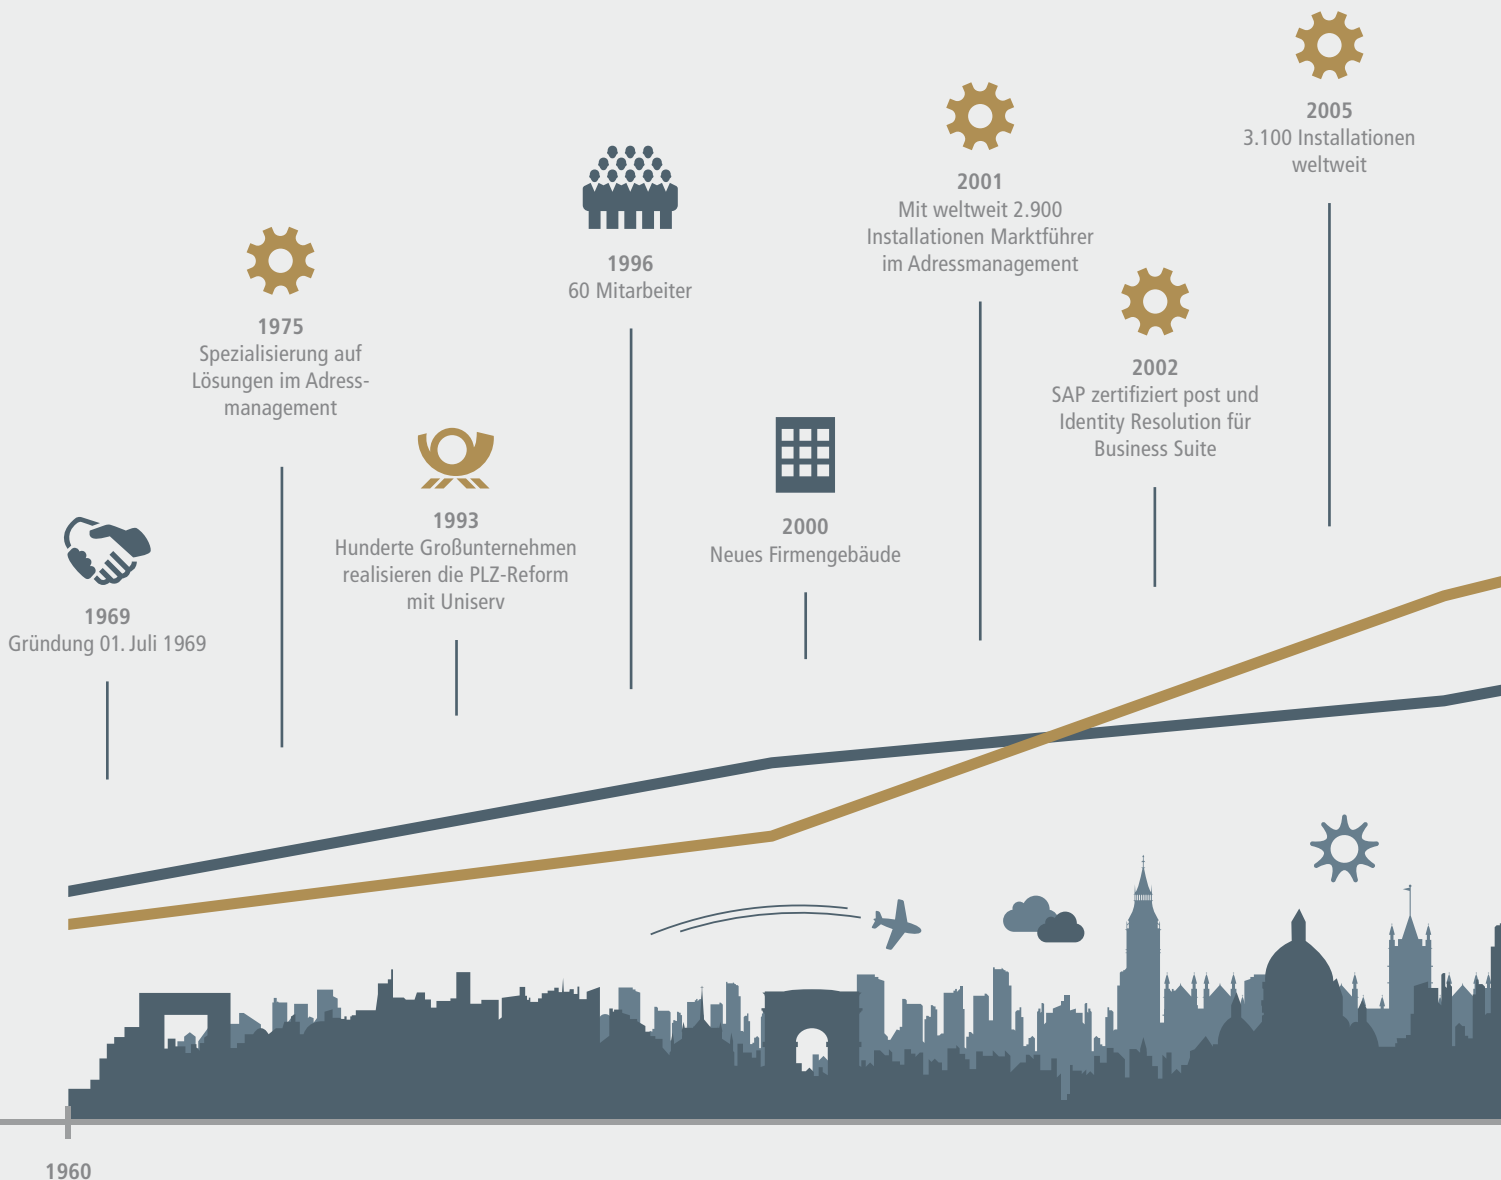 1969
Gründung 01. Juli 1969
1975
Spezialisierung auf
Lösungen im Adress-
management
1993
Hunderte Großunternehmen
realisieren die PLZ-Reform
mit Uniserv
1996
60 Mitarbeiter
2000
Neues Firmengebäude
2001
Mit weltweit 2.900
Installationen Marktführer
im Adressmanagement
2002
SAP zertifiziert post und
Identity Resolution für
Business Suite
2005
3.100 Installationen
weltweit
1960